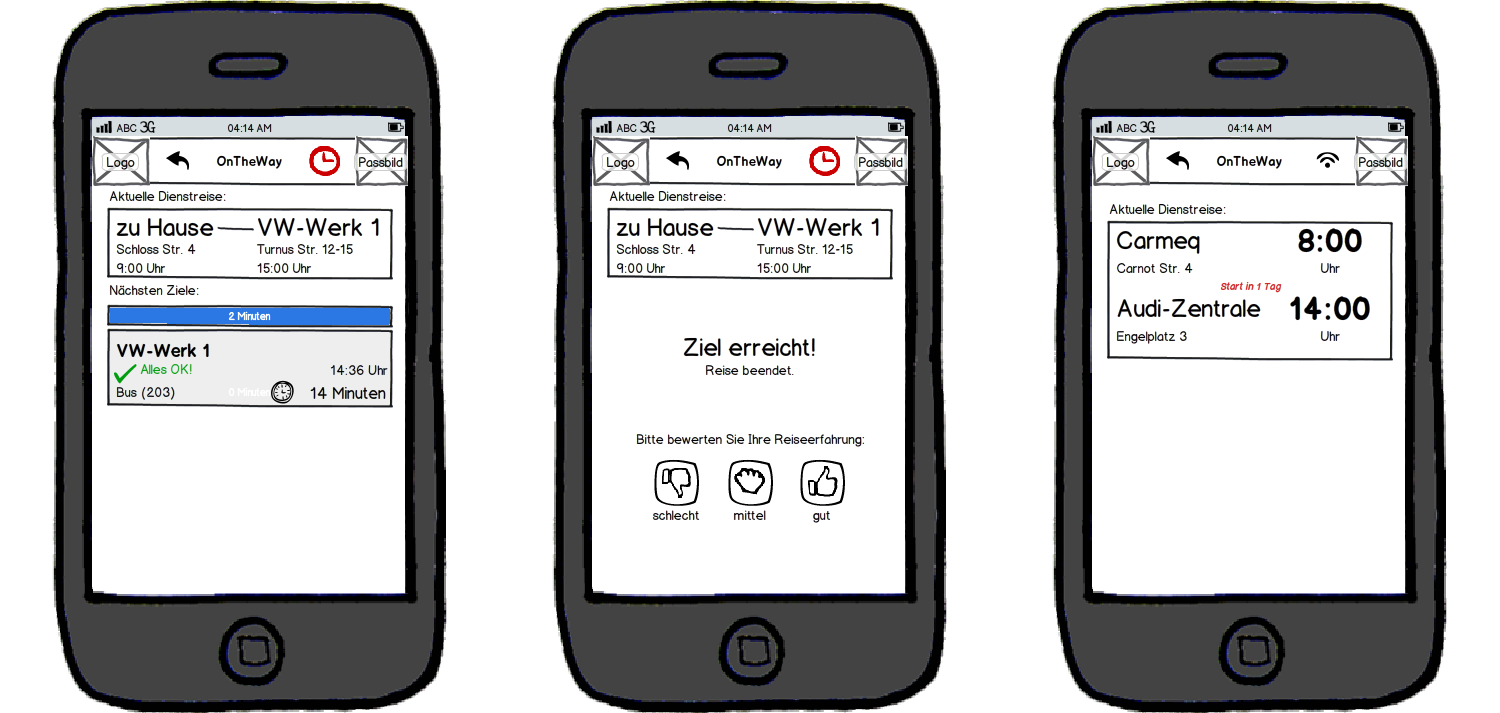 ABC 3G 04:14 AM
Logo OnTheWay Passbild
Aktuelle Dienstreise:
zu Hause VW-Werk 1
Schloss Str. 4 Turnus Str. 12-15
9:00 Uhr 15:00 Uhr
Nächsten Ziele:
2 Minuten
VW-Werk 1
Alles OK! 14:36 Uhr
Bus (203) 0 Minuten 14 Minuten
ABC 3G 04:14 AM
Logo OnTheWay Passbild
Aktuelle Dienstreise:
zu Hause VW-Werk 1
Schloss Str. 4 Turnus Str. 12-15
9:00 Uhr 15:00 Uhr
Ziel erreicht!
Reise beendet.
Bitte bewerten Sie Ihre Reiseerfahrung:
schlecht mittel gut
ABC 3G 04:14 AM
Logo OnTheWay Passbild
Aktuelle Dienstreise:
Carmeq 8:00
Carnot Str. 4 Uhr
Start in 1 Tag
Audi-Zentrale 14:00
Engelplatz 3 Uhr